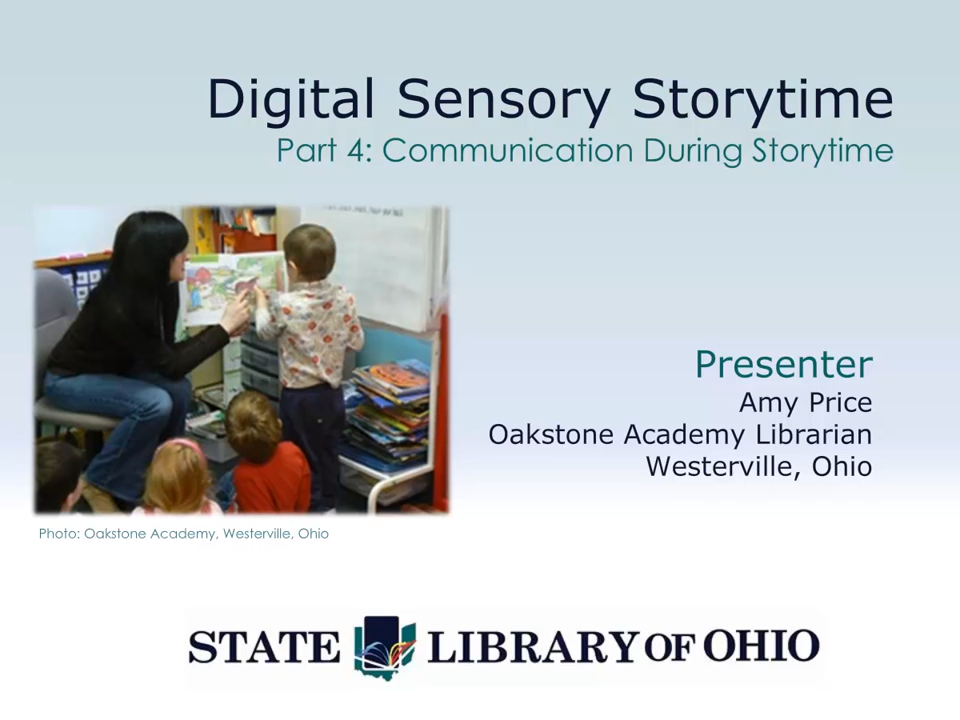 Digital Sensory Storytime
Part 4: Communication During Storytime
Presenter
Amy Price
Oakstone Academy Librarian
Westerville, Ohio
Photo: Oakstone Academy, Westerville, Ohio
STATE LIBRARY OF OHIO